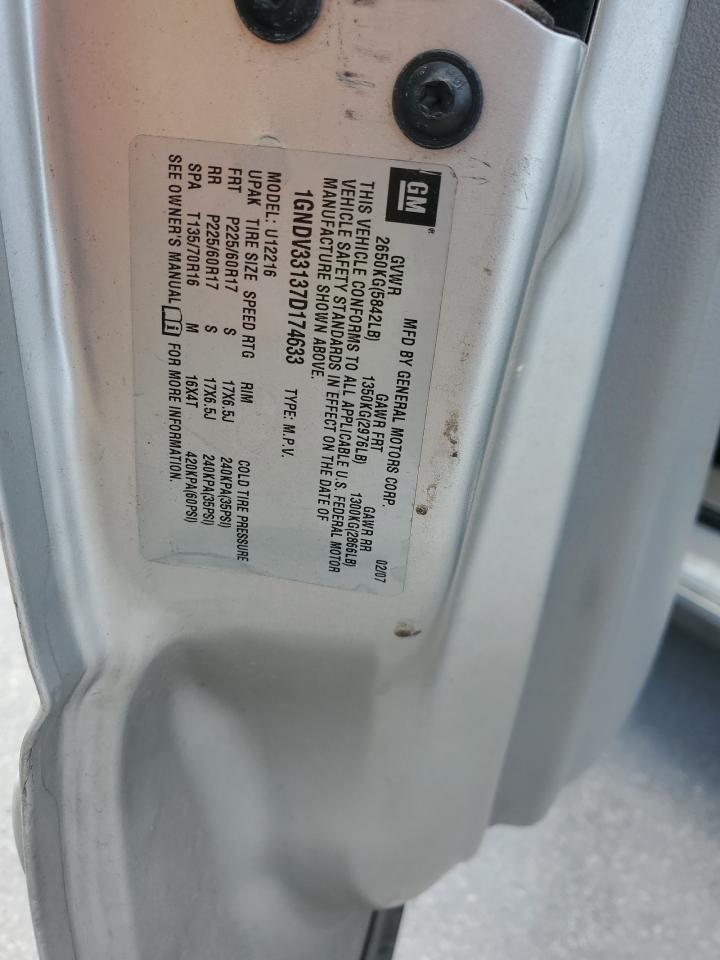 GM®
MFD BY GENERAL MOTORS CORP. 02/07
GVWR GAWR FRT GAWR RR
2650KG(5842LB) 1350KG(2976LB) 1300KG(2866LB)
THIS VEHICLE CONFORMS TO ALL APPLICABLE U.S. FEDERAL MOTOR
VEHICLE SAFETY STANDARDS IN EFFECT ON THE DATE OF
MANUFACTURE SHOWN ABOVE.
1GNDV33137D174633 TYPE: M.P.V.
MODEL: U12216
UPAK TIRE SIZE SPEED RTG RIM COLD TIRE PRESSURE
FRT P225/60R17 S 17X6.5J 240KPA(35PSI)
RR P225/60R17 S 17X6.5J 240KPA(35PSI)
SPA T135/70R16 M 16X4T 420KPA(60PSI)
SEE OWNER'S MANUAL FOR MORE INFORMATION.